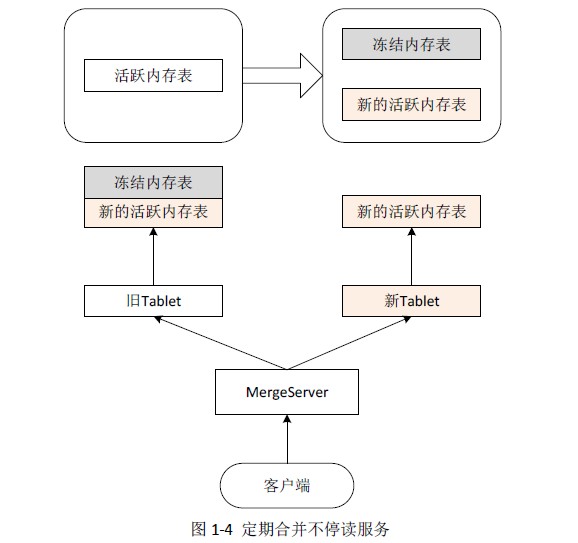 活跃内存表
冻结内存表
新的活跃内存表
冻结内存表
新的活跃内存表
新的活跃内存表
旧Tablet
新Tablet
MergeServer
客户端
图 1-4 定期合并不停读服务